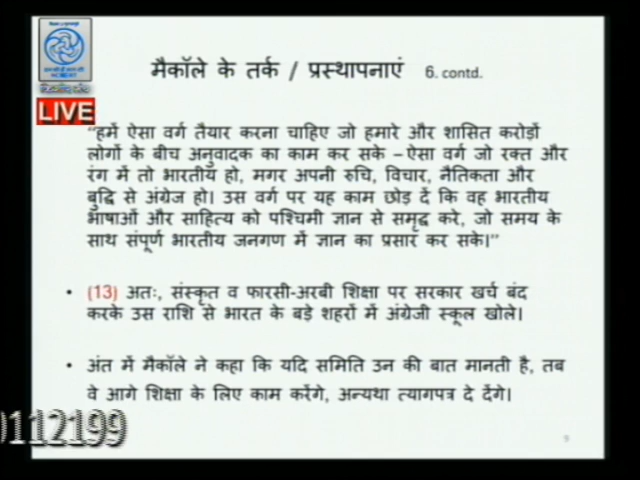 LIVE
मैकॉले के तर्क / प्रस्थापनाएं 6. contd.
“हमें ऐसा वर्ग तैयार करना चाहिए जो हमारे और शासित करोड़ों
लोगों के बीच अनुवादक का काम कर सके – ऐसा वर्ग जो रक्त और
रंग में तो भारतीय हो, मगर अपनी रुचि, विचार, नैतिकता और
बुद्धि से अंग्रेज हो। उस वर्ग पर यह काम छोड़ दें कि वह भारतीय
भाषाओं और साहित्य को पश्चिमी ज्ञान से समृद्ध करे, जो समय के
साथ संपूर्ण भारतीय जनगण में ज्ञान का प्रसार कर सके।”
• (13) अतः, संस्कृत व फारसी-अरबी शिक्षा पर सरकार खर्च बंद
करके उस राशि से भारत के बड़े शहरों में अंग्रेजी स्कूल खोले।
• अंत में मैकॉले ने कहा कि यदि समिति उन की बात मानती है, तब
वे आगे शिक्षा के लिए काम करेंगे, अन्यथा त्यागपत्र दे देंगे।
0112199
9